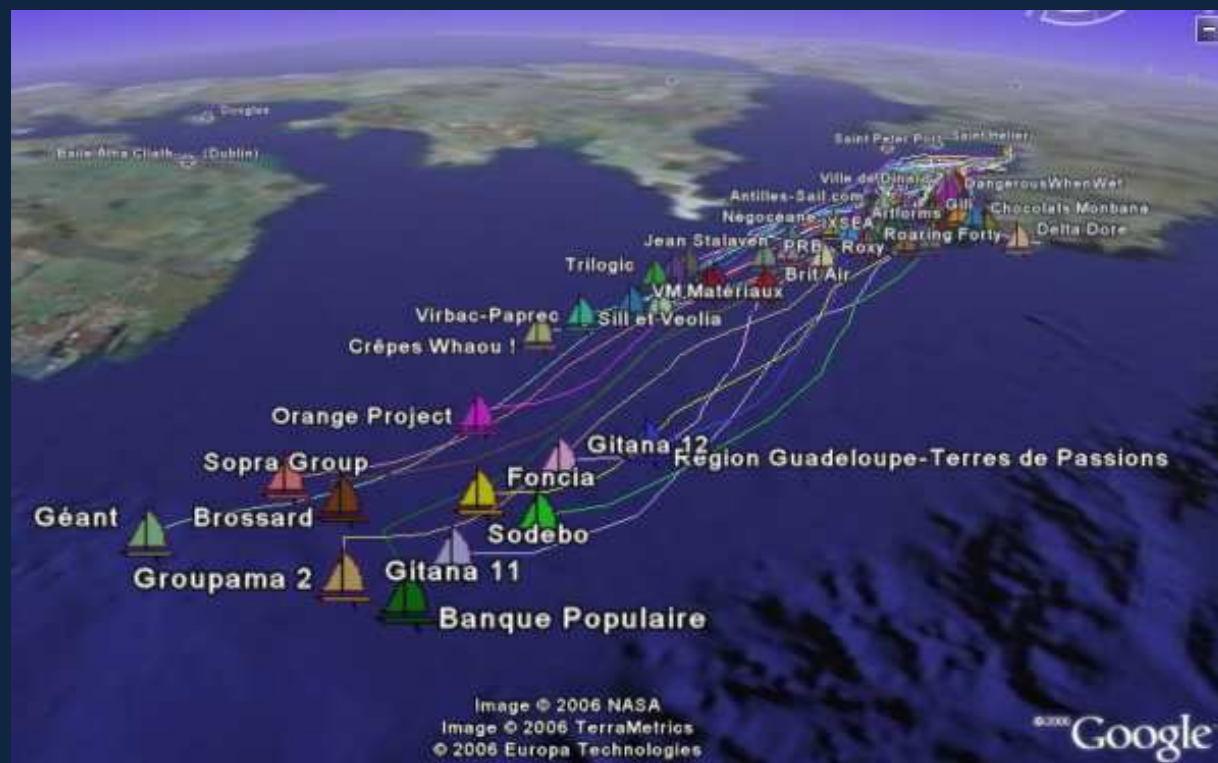 Douglas
Baile Átha Cliath (Dublin)
Saint Peter Port
Saint Helier
Ville de Dinard
DangerousWhenWet
Antilles-Sail.com
Gill
Chocolats Monbana
Négocéane
IXSEA
Artforms
Delta Dore
Jean Stalaven
PRB
Roxy
Roaring Forty
Trilogic
Brit Air
VM Matériaux
Virbac-Paprec
Sill et Veolia
Crêpes Whaou !
Orange Project
Gitana 12
Région Guadeloupe-Terres de Passions
Sopra Group
Foncia
Géant
Brossard
Sodebo
Groupama 2
Gitana 11
Banque Populaire
Image © 2006 NASA
Image © 2006 TerraMetrics
© 2006 Europa Technologies
©2006 Google